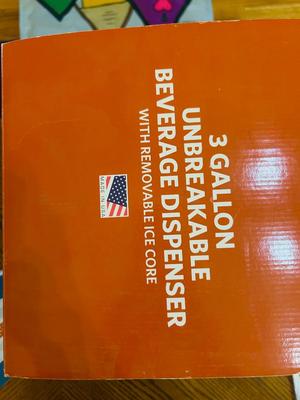 3 GALLON
UNBREAKABLE
BEVERAGE DISPENSER
WITH REMOVABLE ICE CORE
MADE IN USA